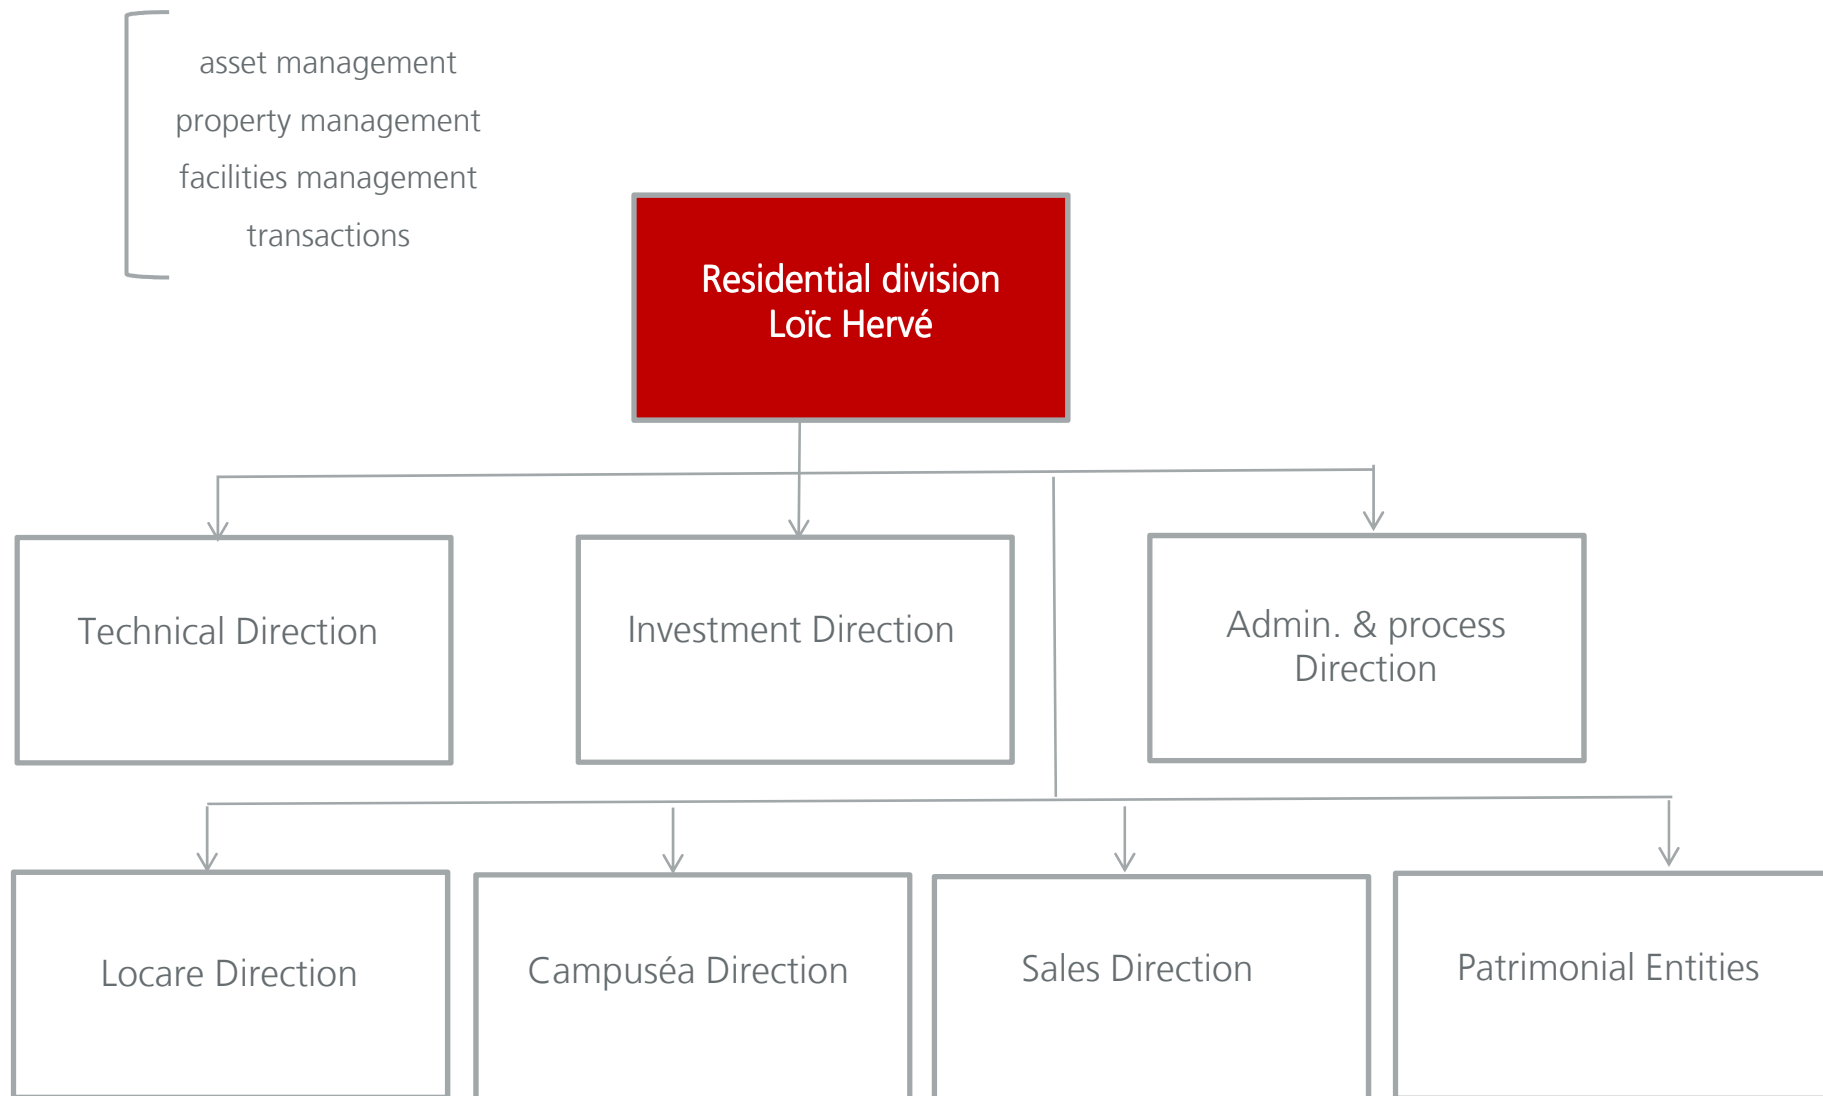 asset management
property management
facilities management
transactions
Residential division
Loïc Hervé
Technical Direction
Investment Direction
Admin. & process
Direction
Locare Direction
Campuséa Direction
Sales Direction
Patrimonial Entities